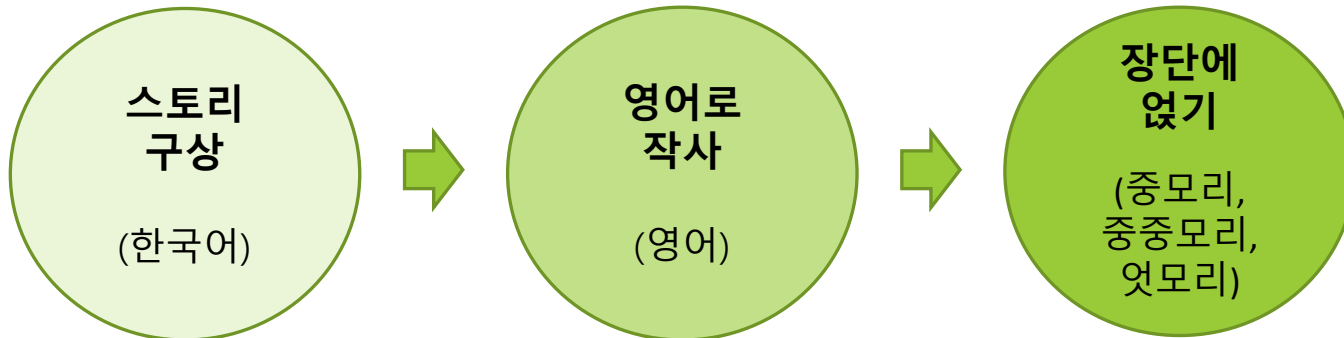 스토리
구상
(한국어)
영어로
작사
(영어)
장단에
얹기
(중모리,
중중모리,
엇모리)